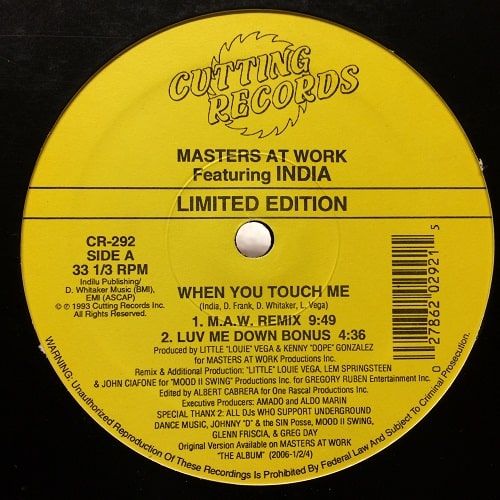 CUTTING
RECORDS
MASTERS AT WORK
Featuring INDIA
LIMITED EDITION
CR-292
SIDE A
33 1/3 RPM
Indilu Publishing/
D. Whitaker Music (BMI),
EMI (ASCAP)
© ℗ 1993 Cutting Records Inc.
All Rights Reserved.
0 27862 02921 5
WHEN YOU TOUCH ME
(India, D. Frank, D. Whitaker, L. Vega)
1. M.A.W. REMIX 9:49
2. LUV ME DOWN BONUS 4:36
Produced by LITTLE "LOUIE" VEGA & KENNY "DOPE" GONZALEZ
for MASTERS AT WORK Productions Inc.
Remix & Additional Production: "LITTLE" LOUIE VEGA, LEM SPRINGSTEEN
& JOHN CIAFONE for "MOOD II SWING" Productions Inc. for GREGORY RUBEN Entertainment Inc.
Edited by ALBERT CABRERA for One Rascal Productions Inc.
Executive Producers: AMADO and ALDO MARIN
SPECIAL THANX 2: ALL DJs WHO SUPPORT UNDERGROUND
DANCE MUSIC, JOHNNY "D" & the SIN Posse, MOOD II SWING,
GLENN FRISCIA, & GREG DAY
Original Version Available on MASTERS AT WORK
"THE ALBUM" (2006-1/2/4)
WARNING: Unauthorized Reproduction Of These Recordings Is Prohibited By Federal Law And Subject To Criminal Prosecution.